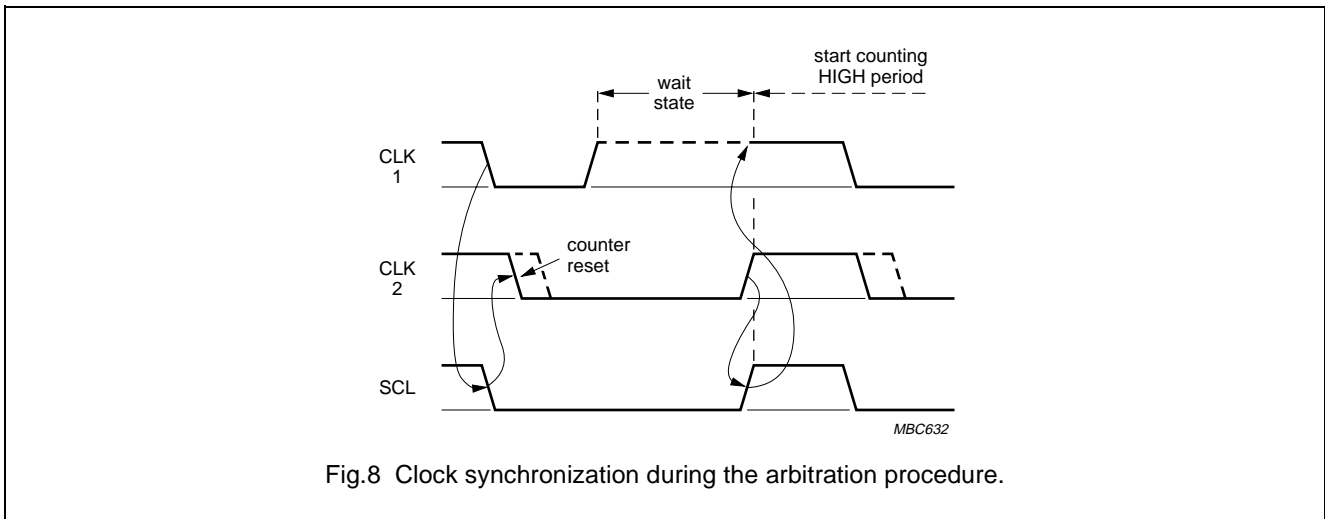 start counting
HIGH period
wait
state
CLK
1
counter
reset
CLK
2
SCL
MBC632
Fig.8 Clock synchronization during the arbitration procedure.